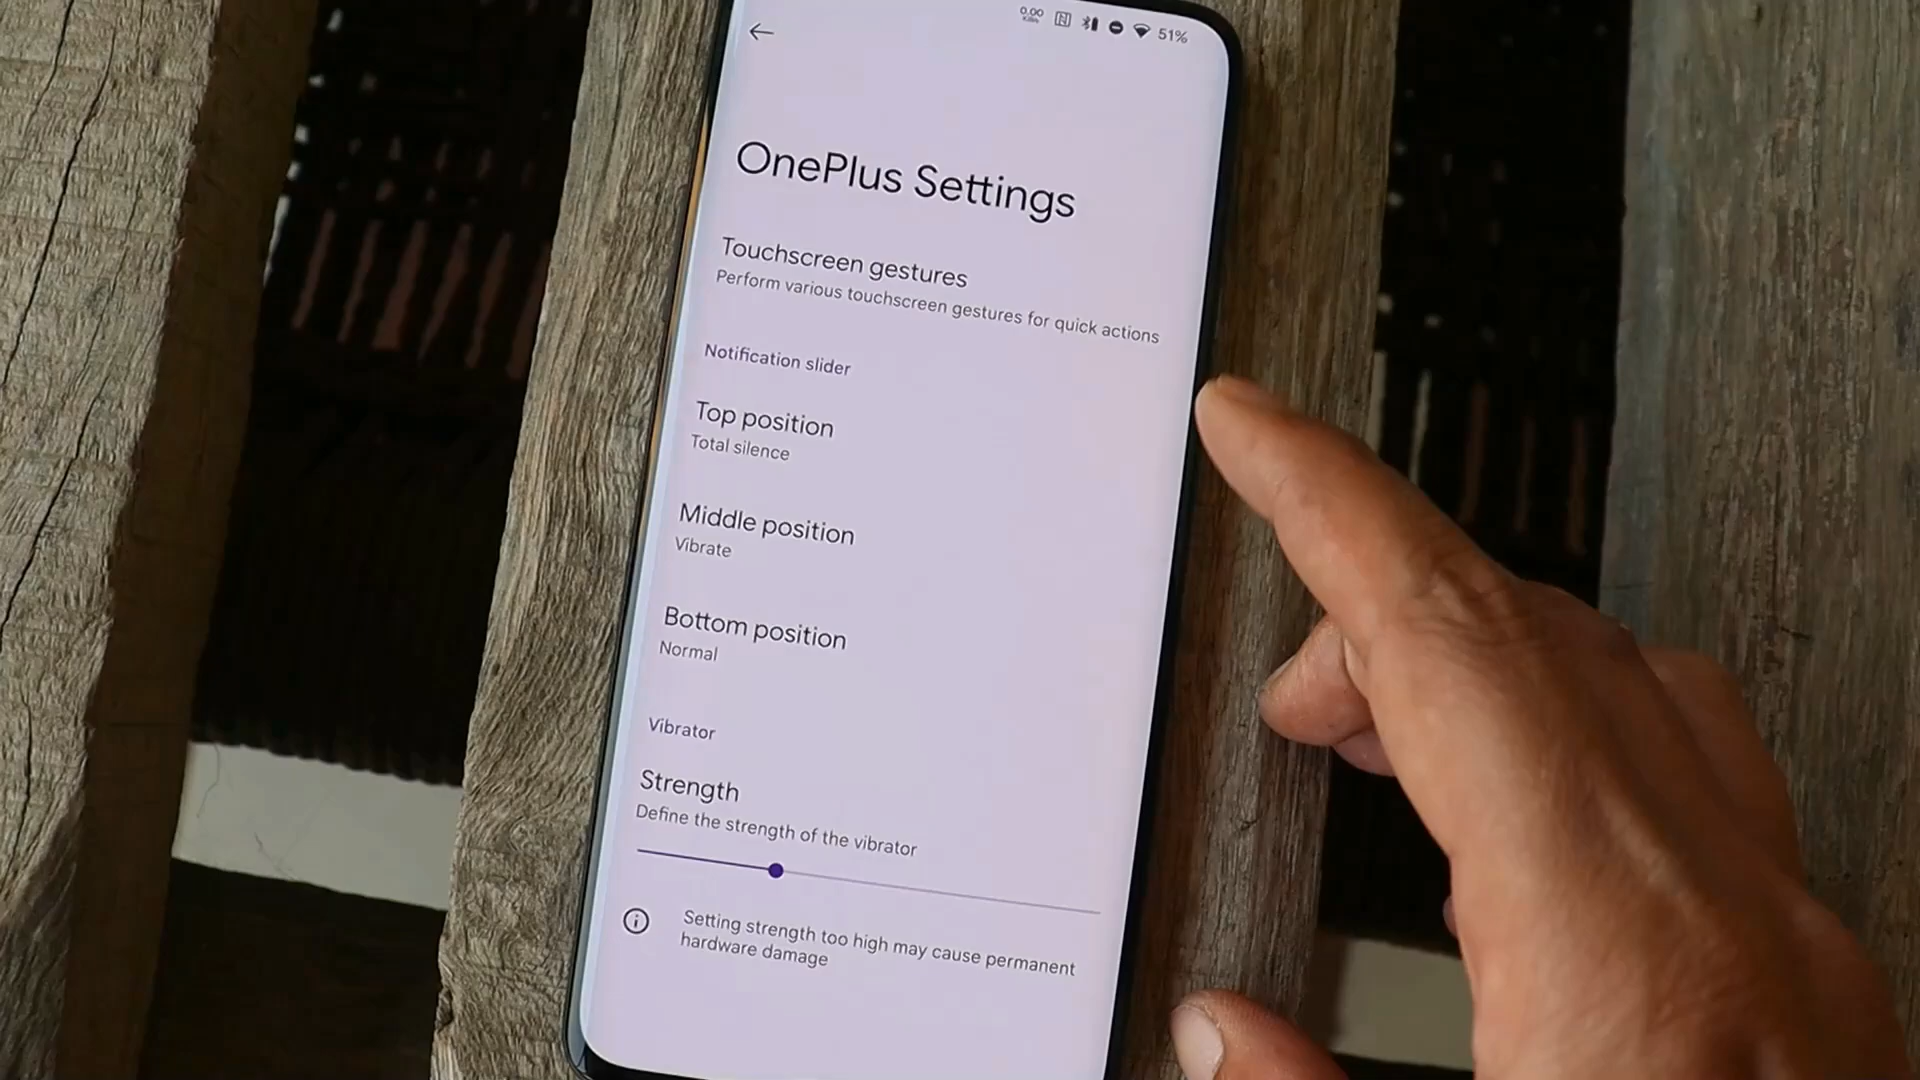 0.00
51%
OnePlus Settings
Touchscreen gestures
Perform various touchscreen gestures for quick actions
Notification slider
Top position
Total silence
Middle position
Vibrate
Bottom position
Normal
Vibrator
Strength
Define the strength of the vibrator
Setting strength too high may cause permanent
hardware damage